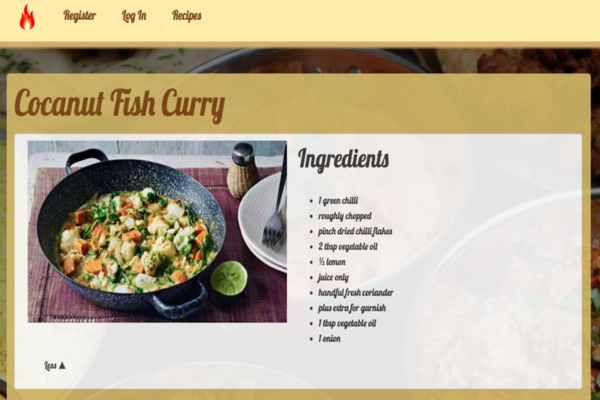 Register Log In Recipes
Cocanut Fish Curry
Ingredients
1 green chilli
roughly chopped
pinch dried chilli flakes
2 tbsp vegetable oil
½ lemon
juice only
handful fresh coriander
plus extra for garnish
1 tbsp vegetable oil
1 onion
Less ▲